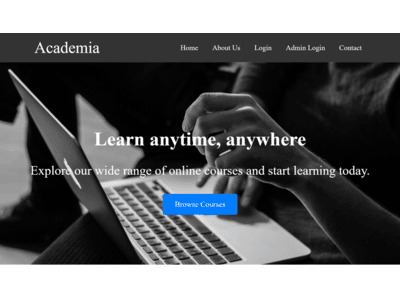 Academia
Home About Us Login Admin Login Contact
Learn anytime, anywhere
Explore our wide range of online courses and start learning today.
Browse Courses